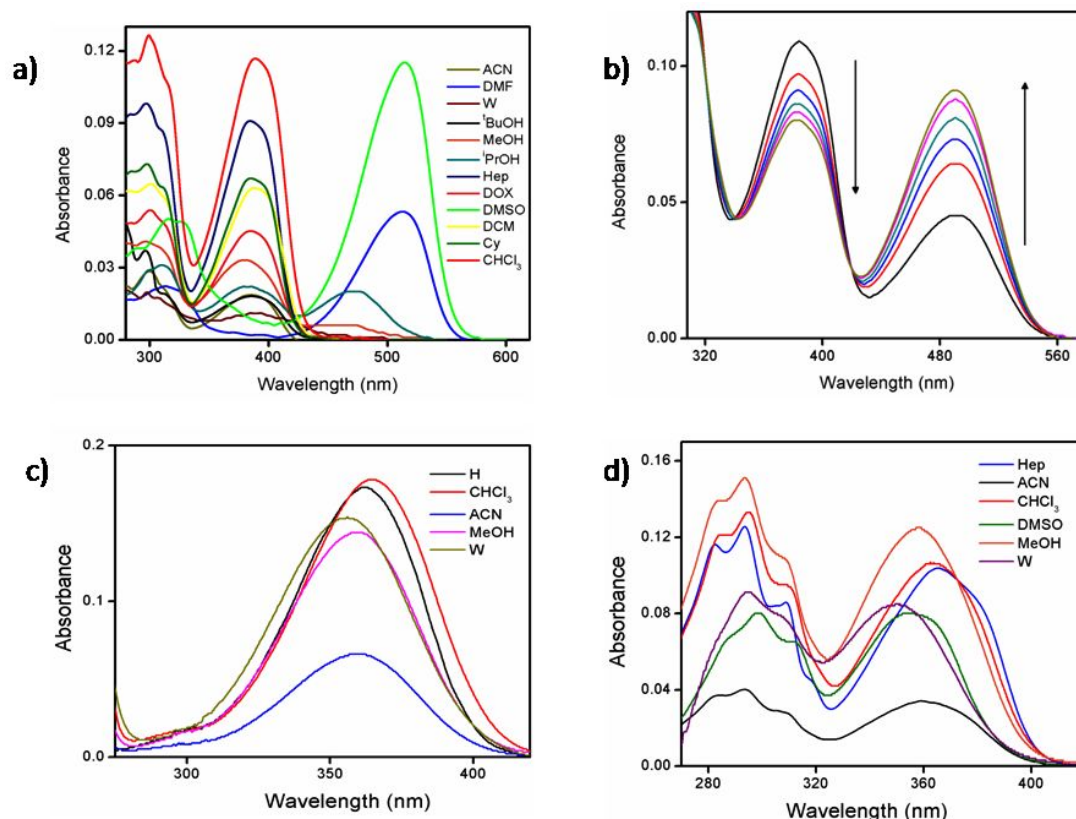 a)
0.12
0.09
0.06
0.03
0.00
Absorbance
300
400
500
600
Wavelength (nm)
ACN
DMF
W
ᵗBuOH
MeOH
ⁱPrOH
Hep
DOX
DMSO
DCM
Cy
CHCl₃
b)
0.10
0.05
0.00
Absorbance
320
400
480
560
Wavelength (nm)
c)
0.2
0.1
0.0
Absorbance
300
350
400
Wavelength (nm)
H
CHCl₃
ACN
MeOH
W
d)
0.16
0.12
0.08
0.04
0.00
Absorbance
280
320
360
400
Wavelength (nm)
Hep
ACN
CHCl₃
DMSO
MeOH
W